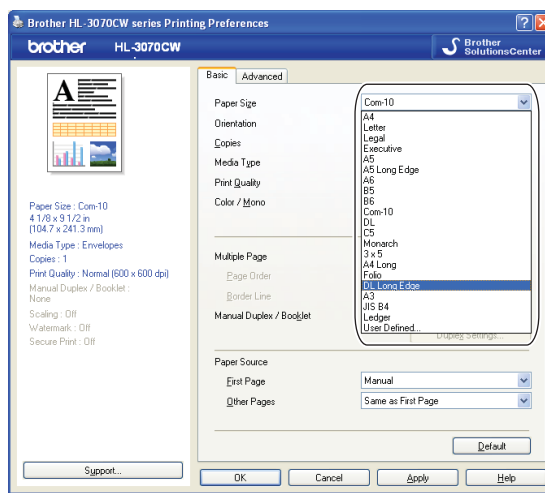 Brother HL-3070CW series Printing Preferences
brother HL-3070CW
Brother SolutionsCenter
Basic Advanced
A
Paper Size : Com-10
4 1/8 x 9 1/2 in
(104.7 x 241.3 mm)
Media Type : Envelopes
Copies : 1
Print Quality : Normal (600 x 600 dpi)
Manual Duplex / Booklet :
None
Scaling : Off
Watermark : Off
Secure Print : Off
Support...
Paper Size
Com-10
Orientation
Copies
Media Type
Print Quality
Color / Mono
A4
Letter
Legal
Executive
A5
A5 Long Edge
A6
B5
B6
Com-10
DL
C5
Monarch
3 x 5
A4 Long
Folio
DL Long Edge
A3
JIS B4
Ledger
User Defined...
Multiple Page
Page Order
Border Line
Manual Duplex / Booklet
Duplex Settings...
Paper Source
First Page Manual
Other Pages Same as First Page
Default
OK Cancel Apply Help